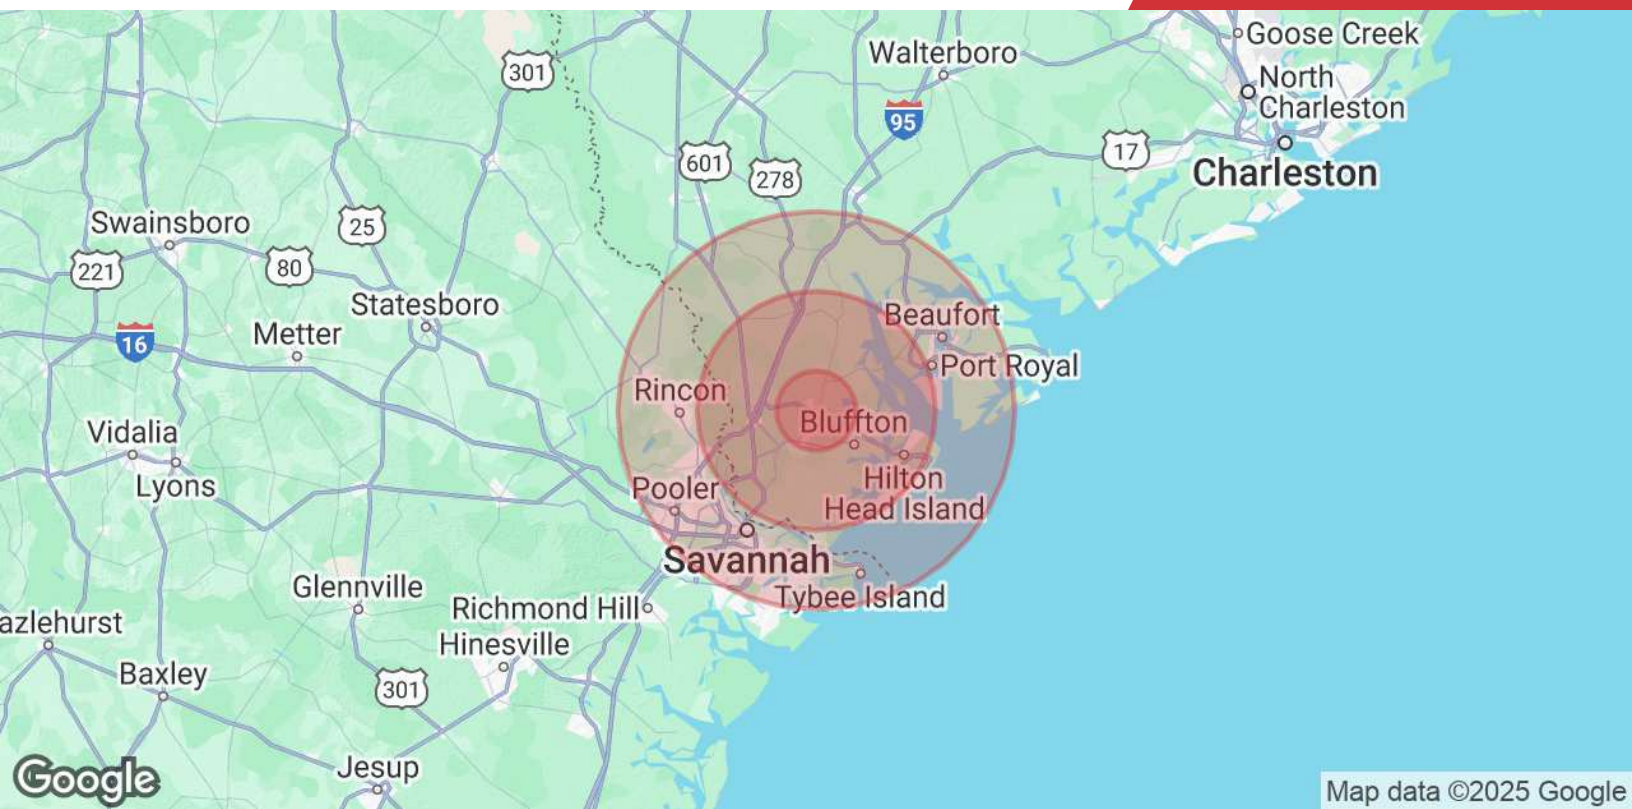 Goose Creek
Walterboro
301
North
Charleston
95
17
601
278
Charleston
Swainsboro
25
221
80
Statesboro
Beaufort
16
Metter
Port Royal
Rincon
Bluffton
Vidalia
Lyons
Pooler
Hilton
Head Island
Savannah
Glennville
Tybee Island
Richmond Hill
azlehurst
Hinesville
Baxley
301
Jesup
Google
Map data ©2025 Google